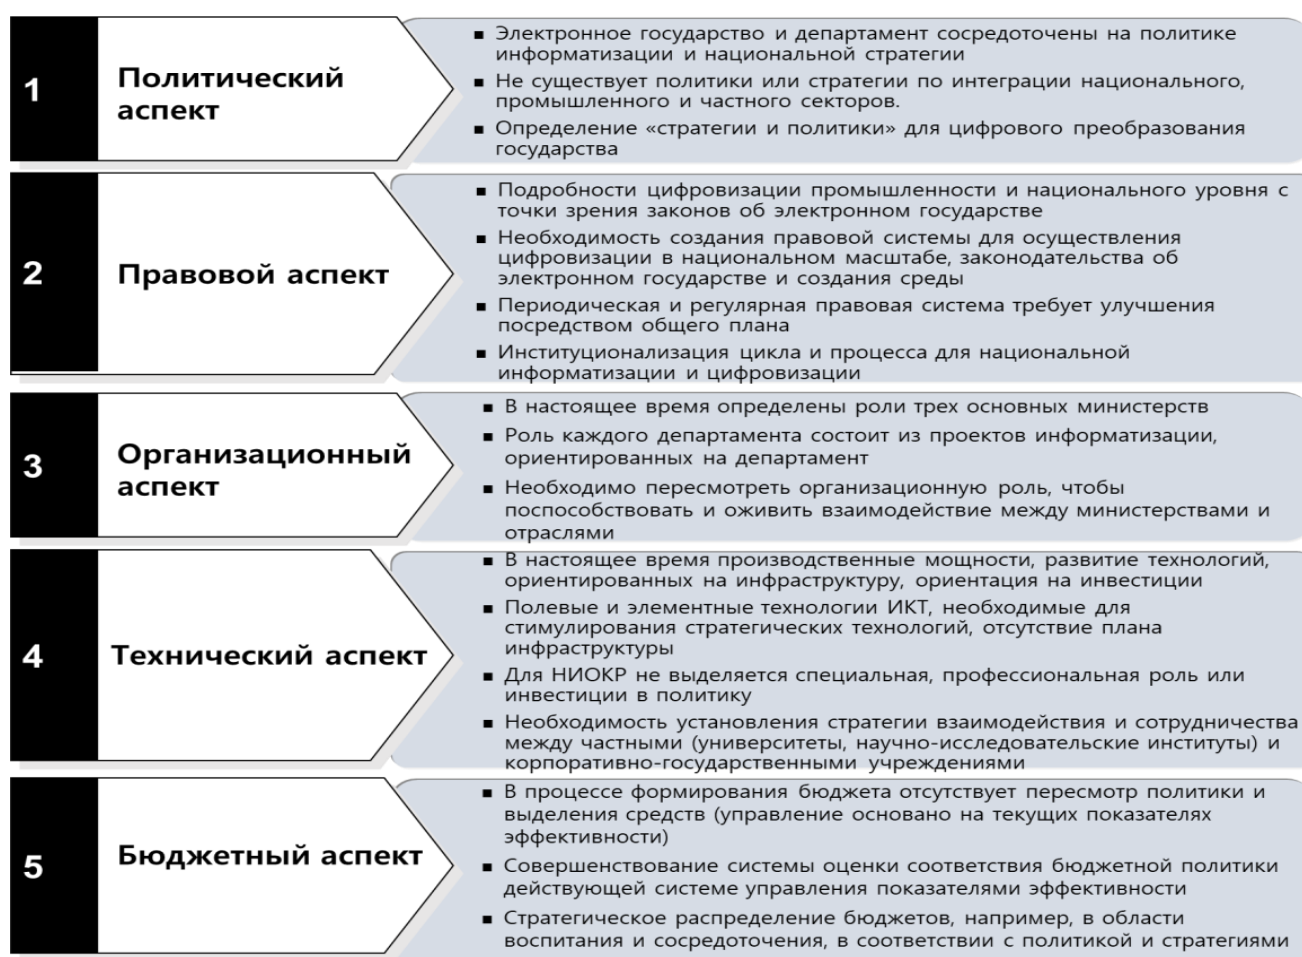 1
Политический
аспект
▪ Электронное государство и департамент сосредоточены на политике
информатизации и национальной стратегии
▪ Не существует политики или стратегии по интеграции национального,
промышленного и частного секторов.
▪ Определение «стратегии и политики» для цифрового преобразования
государства
2
Правовой аспект
▪ Подробности цифровизации промышленности и национального уровня с
точки зрения законов об электронном государстве
▪ Необходимость создания правовой системы для осуществления
цифровизации в национальном масштабе, законодательства об
электронном государстве и создания среды
▪ Периодическая и регулярная правовая система требует улучшения
посредством общего плана
▪ Институционализация цикла и процесса для национальной
информатизации и цифровизации
3
Организационный
аспект
▪ В настоящее время определены роли трех основных министерств
▪ Роль каждого департамента состоит из проектов информатизации,
ориентированных на департамент
▪ Необходимо пересмотреть организационную роль, чтобы
поспособствовать и оживить взаимодействие между министерствами и
отраслями
4
Технический аспект
▪ В настоящее время производственные мощности, развитие технологий,
ориентированных на инфраструктуру, ориентация на инвестиции
▪ Полевые и элементные технологии ИКТ, необходимые для
стимулирования стратегических технологий, отсутствие плана
инфраструктуры
▪ Для НИОКР не выделяется специальная, профессиональная роль или
инвестиции в политику
▪ Необходимость установления стратегии взаимодействия и сотрудничества
между частными (университеты, научно-исследовательские институты) и
корпоративно-государственными учреждениями
5
Бюджетный аспект
▪ В процессе формирования бюджета отсутствует пересмотр политики и
выделения средств (управление основано на текущих показателях
эффективности)
▪ Совершенствование системы оценки соответствия бюджетной политики
действующей системе управления показателями эффективности
▪ Стратегическое распределение бюджетов, например, в области
воспитания и сосредоточения, в соответствии с политикой и стратегиями